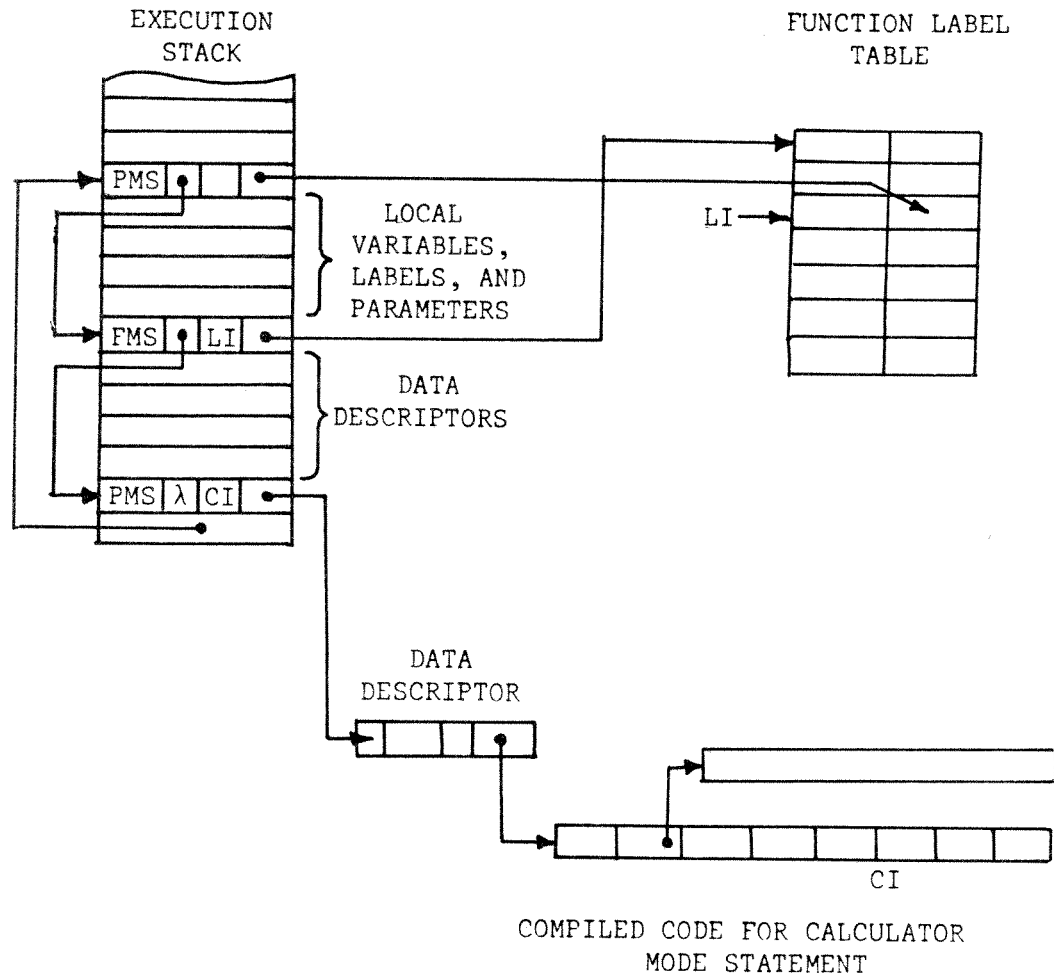 EXECUTION
STACK
FUNCTION LABEL
TABLE
PMS
LOCAL
VARIABLES,
LABELS, AND
PARAMETERS
LI
FMS LI
DATA
DESCRIPTORS
PMS λ CI
DATA
DESCRIPTOR
CI
COMPILED CODE FOR CALCULATOR
MODE STATEMENT